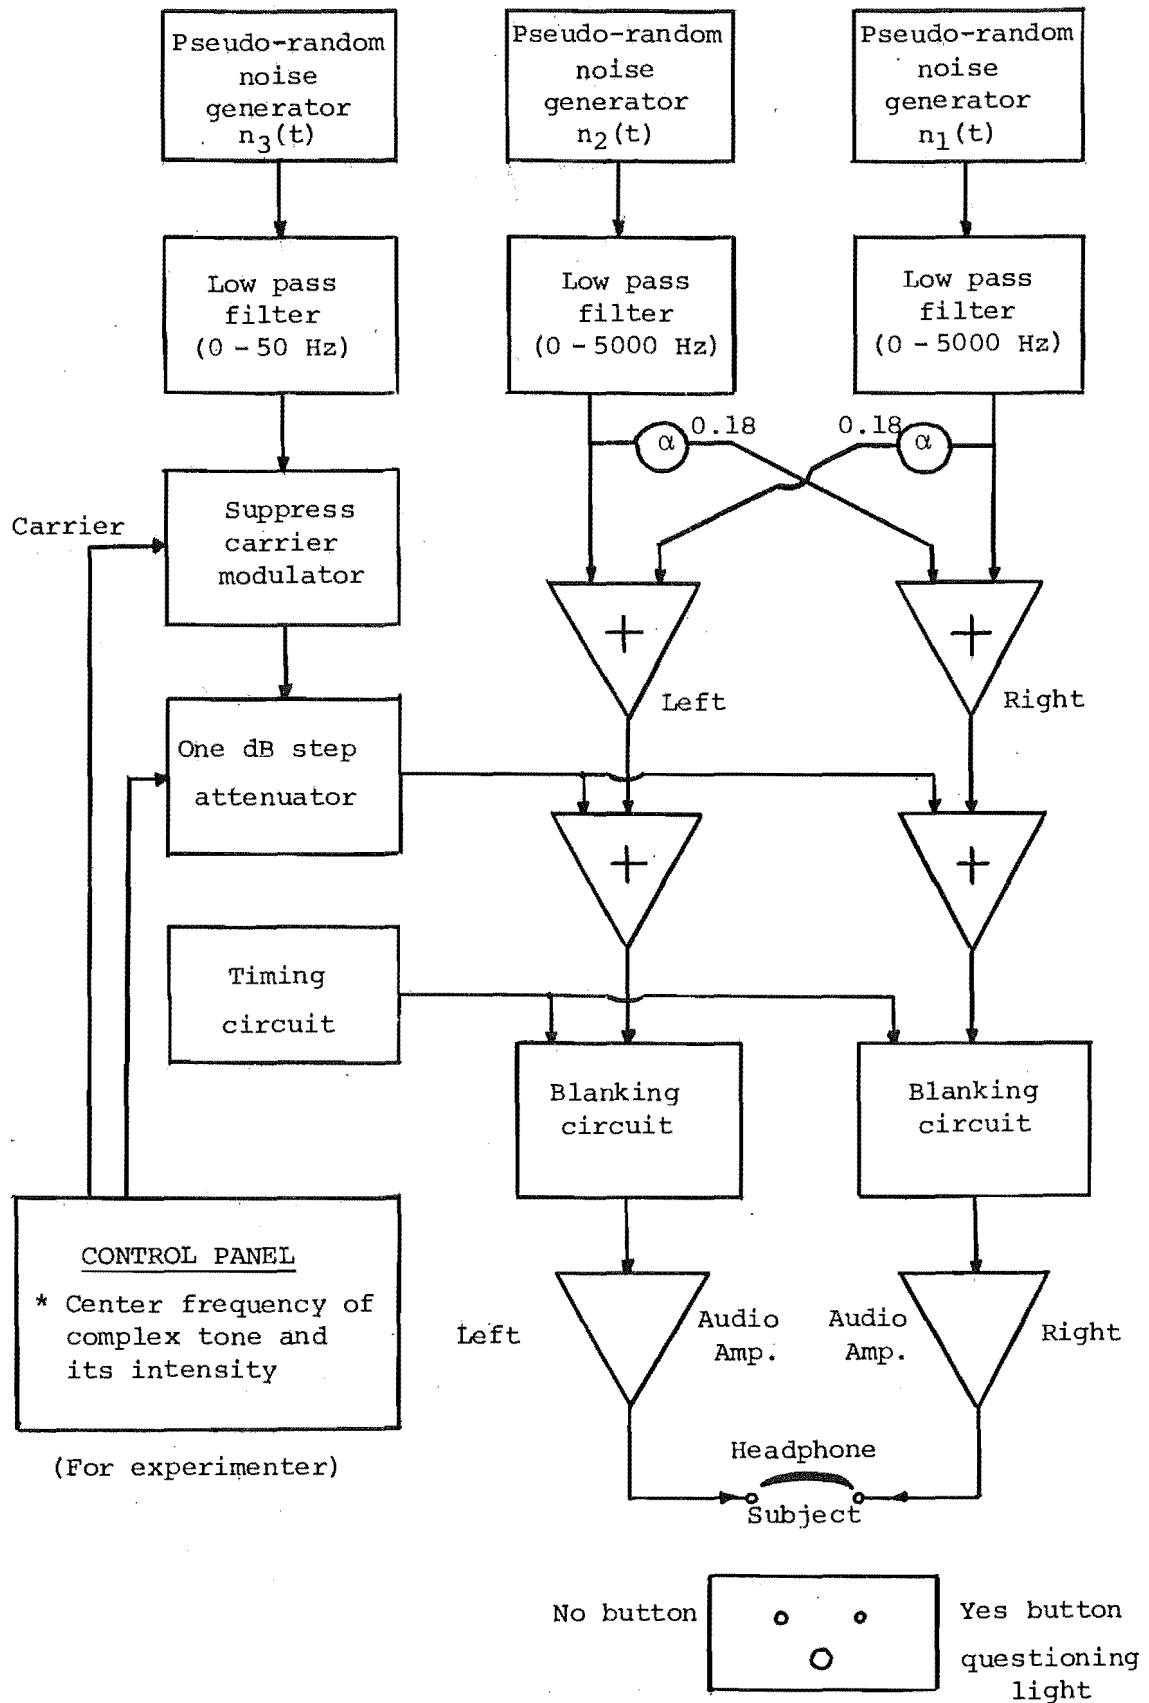 Pseudo-random
noise
generator
n3(t)
Pseudo-random
noise
generator
n2(t)
Pseudo-random
noise
generator
n1(t)
Low pass
filter
(0 - 50 Hz)
Low pass
filter
(0 - 5000 Hz)
Low pass
filter
(0 - 5000 Hz)
α 0.18
0.18 α
Carrier
Suppress
carrier
modulator
+
+
Left
Right
One dB step
attenuator
+
+
Timing
circuit
Blanking
circuit
Blanking
circuit
CONTROL PANEL
* Center frequency of
complex tone and
its intensity
(For experimenter)
Left
Audio
Amp.
Audio
Amp.
Right
Headphone
Subject
No button
Yes button
questioning
light